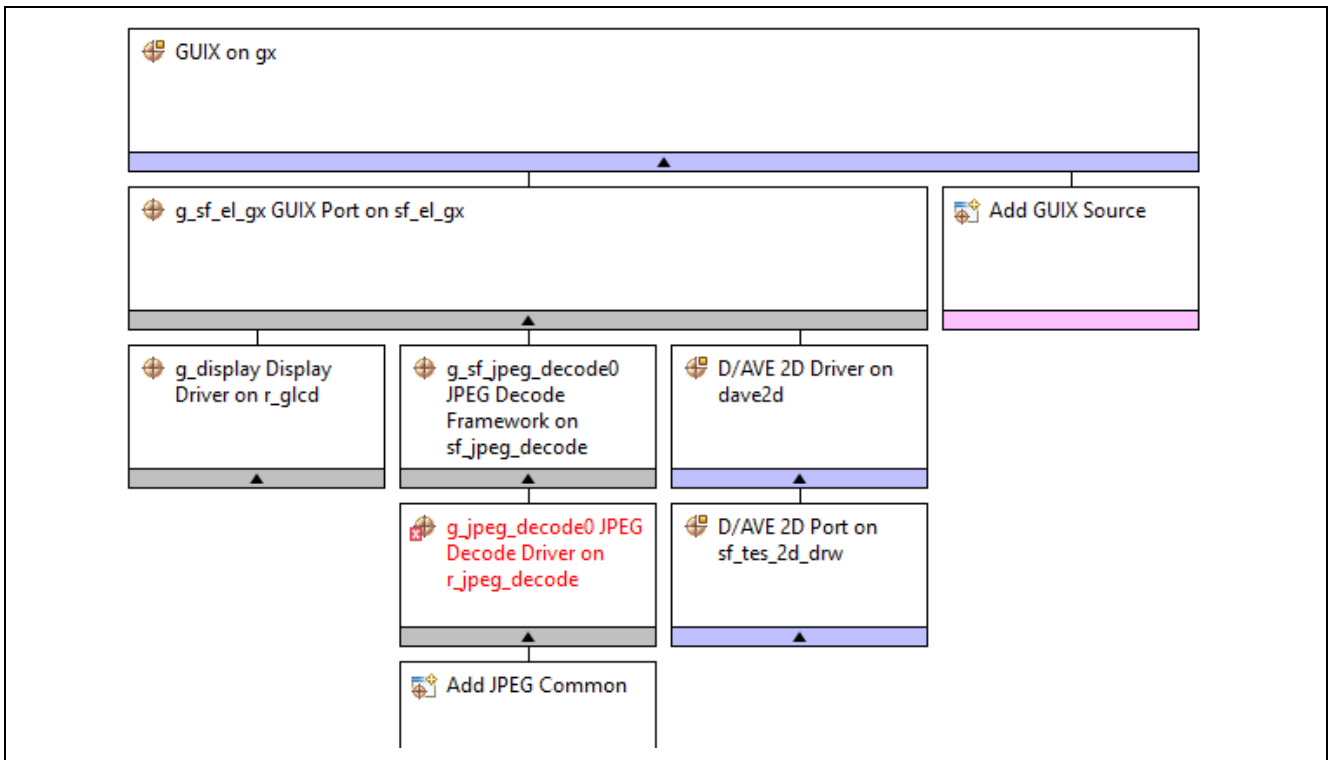 GUIX on gx
g_sf_el_gx GUIX Port on sf_el_gx
Add GUIX Source
g_display Display
Driver on r_glcd
g_sf_jpeg_decode0
JPEG Decode
Framework on
sf_jpeg_decode
D/AVE 2D Driver on
dave2d
g_jpeg_decode0 JPEG
Decode Driver on
r_jpeg_decode
D/AVE 2D Port on
sf_tes_2d_drw
Add JPEG Common